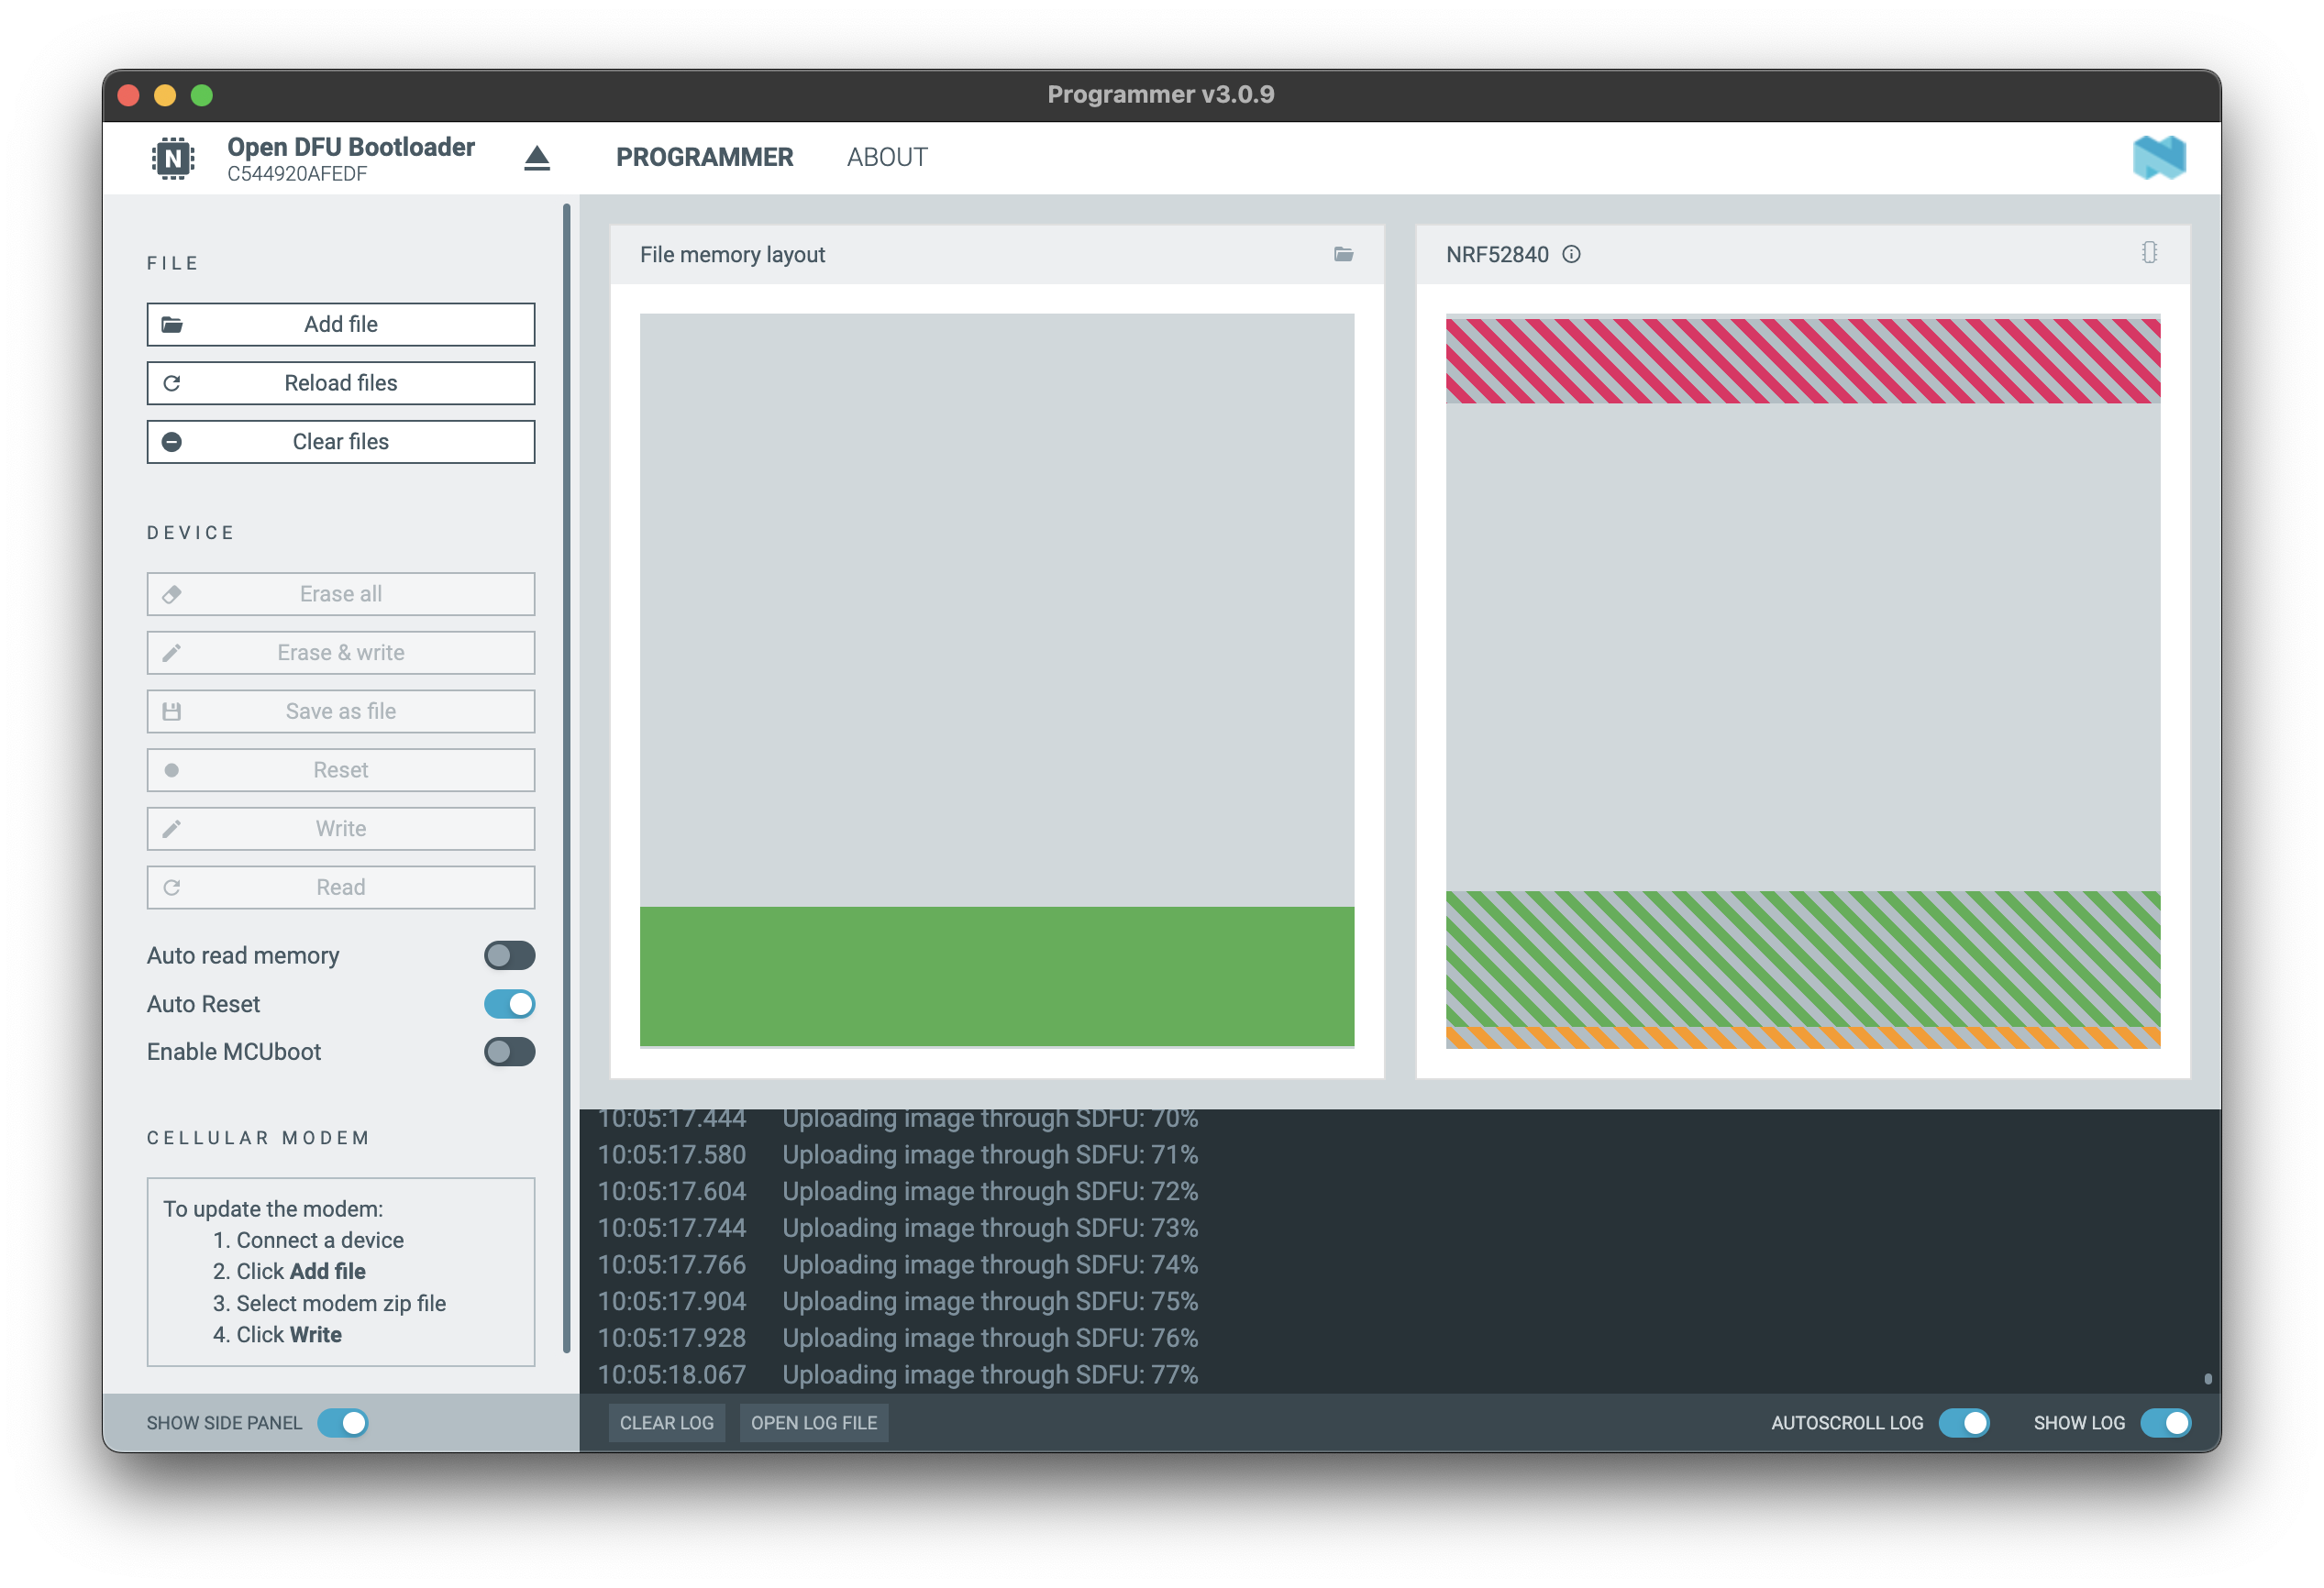 Programmer v3.0.9
N
Open DFU Bootloader
C544920AFEDF
PROGRAMMER
ABOUT
FILE
Add file
Reload files
Clear files
DEVICE
Erase all
Erase & write
Save as file
Reset
Write
Read
Auto read memory
Auto Reset
Enable MCUboot
CELLULAR MODEM
To update the modem:
1. Connect a device
2. Click Add file
3. Select modem zip file
4. Click Write
SHOW SIDE PANEL
File memory layout
NRF52840
10:05:17.444 Uploading image through SDFU: 70%
10:05:17.580 Uploading image through SDFU: 71%
10:05:17.604 Uploading image through SDFU: 72%
10:05:17.744 Uploading image through SDFU: 73%
10:05:17.766 Uploading image through SDFU: 74%
10:05:17.904 Uploading image through SDFU: 75%
10:05:17.928 Uploading image through SDFU: 76%
10:05:18.067 Uploading image through SDFU: 77%
CLEAR LOG
OPEN LOG FILE
AUTOSCROLL LOG
SHOW LOG